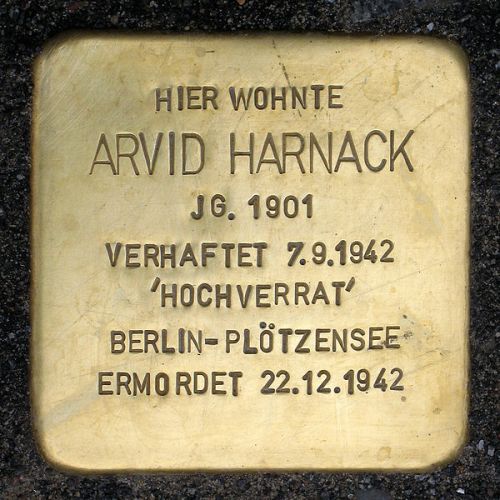 HIER WOHNTE
ARVID HARNACK
JG. 1901
VERHAFTET 7.9.1942
'HOCHVERRAT'
BERLIN-PLÖTZENSEE
ERMORDET 22.12.1942